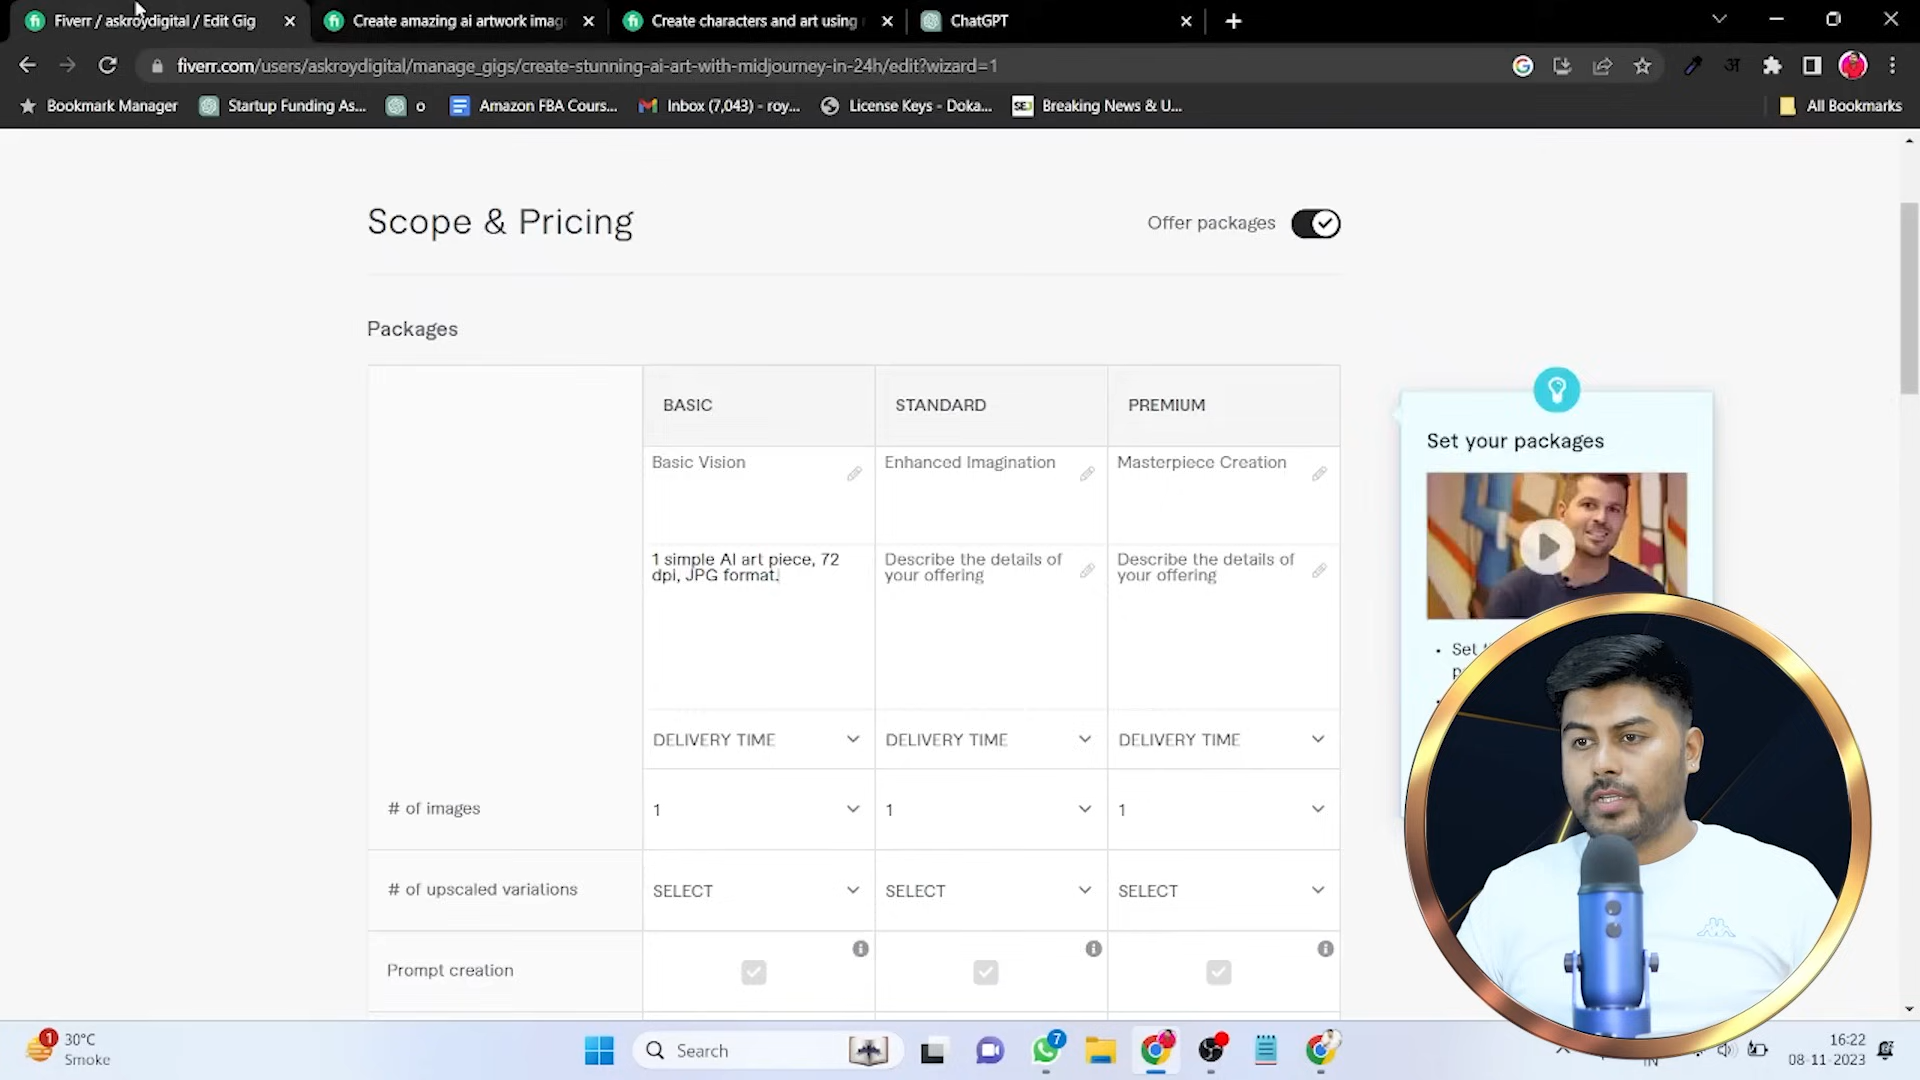 Fiverr / askroydigital / Edit Gig
Create amazing ai artwork imag
Create characters and art using
ChatGPT
fiverr.com/users/askroydigital/manage_gigs/create-stunning-ai-art-with-midjourney-in-24h/edit?wizard=1
Bookmark Manager
Startup Funding As...
o
Amazon FBA Cours...
Inbox (7,043) - roy...
License Keys - Doka...
SEJ
Breaking News & U...
All Bookmarks
Scope & Pricing
Offer packages
Packages
BASIC STANDARD PREMIUM
Basic Vision
Enhanced Imagination
Masterpiece Creation
1 simple AI art piece, 72
dpi, JPG format.
Describe the details of
your offering
Describe the details of
your offering
DELIVERY TIME DELIVERY TIME DELIVERY TIME
# of images 1 1 1
# of upscaled variations SELECT SELECT SELECT
Prompt creation
Set your packages
Set
30°C
Smoke
Search
7
IN
16:22
08-11-2023